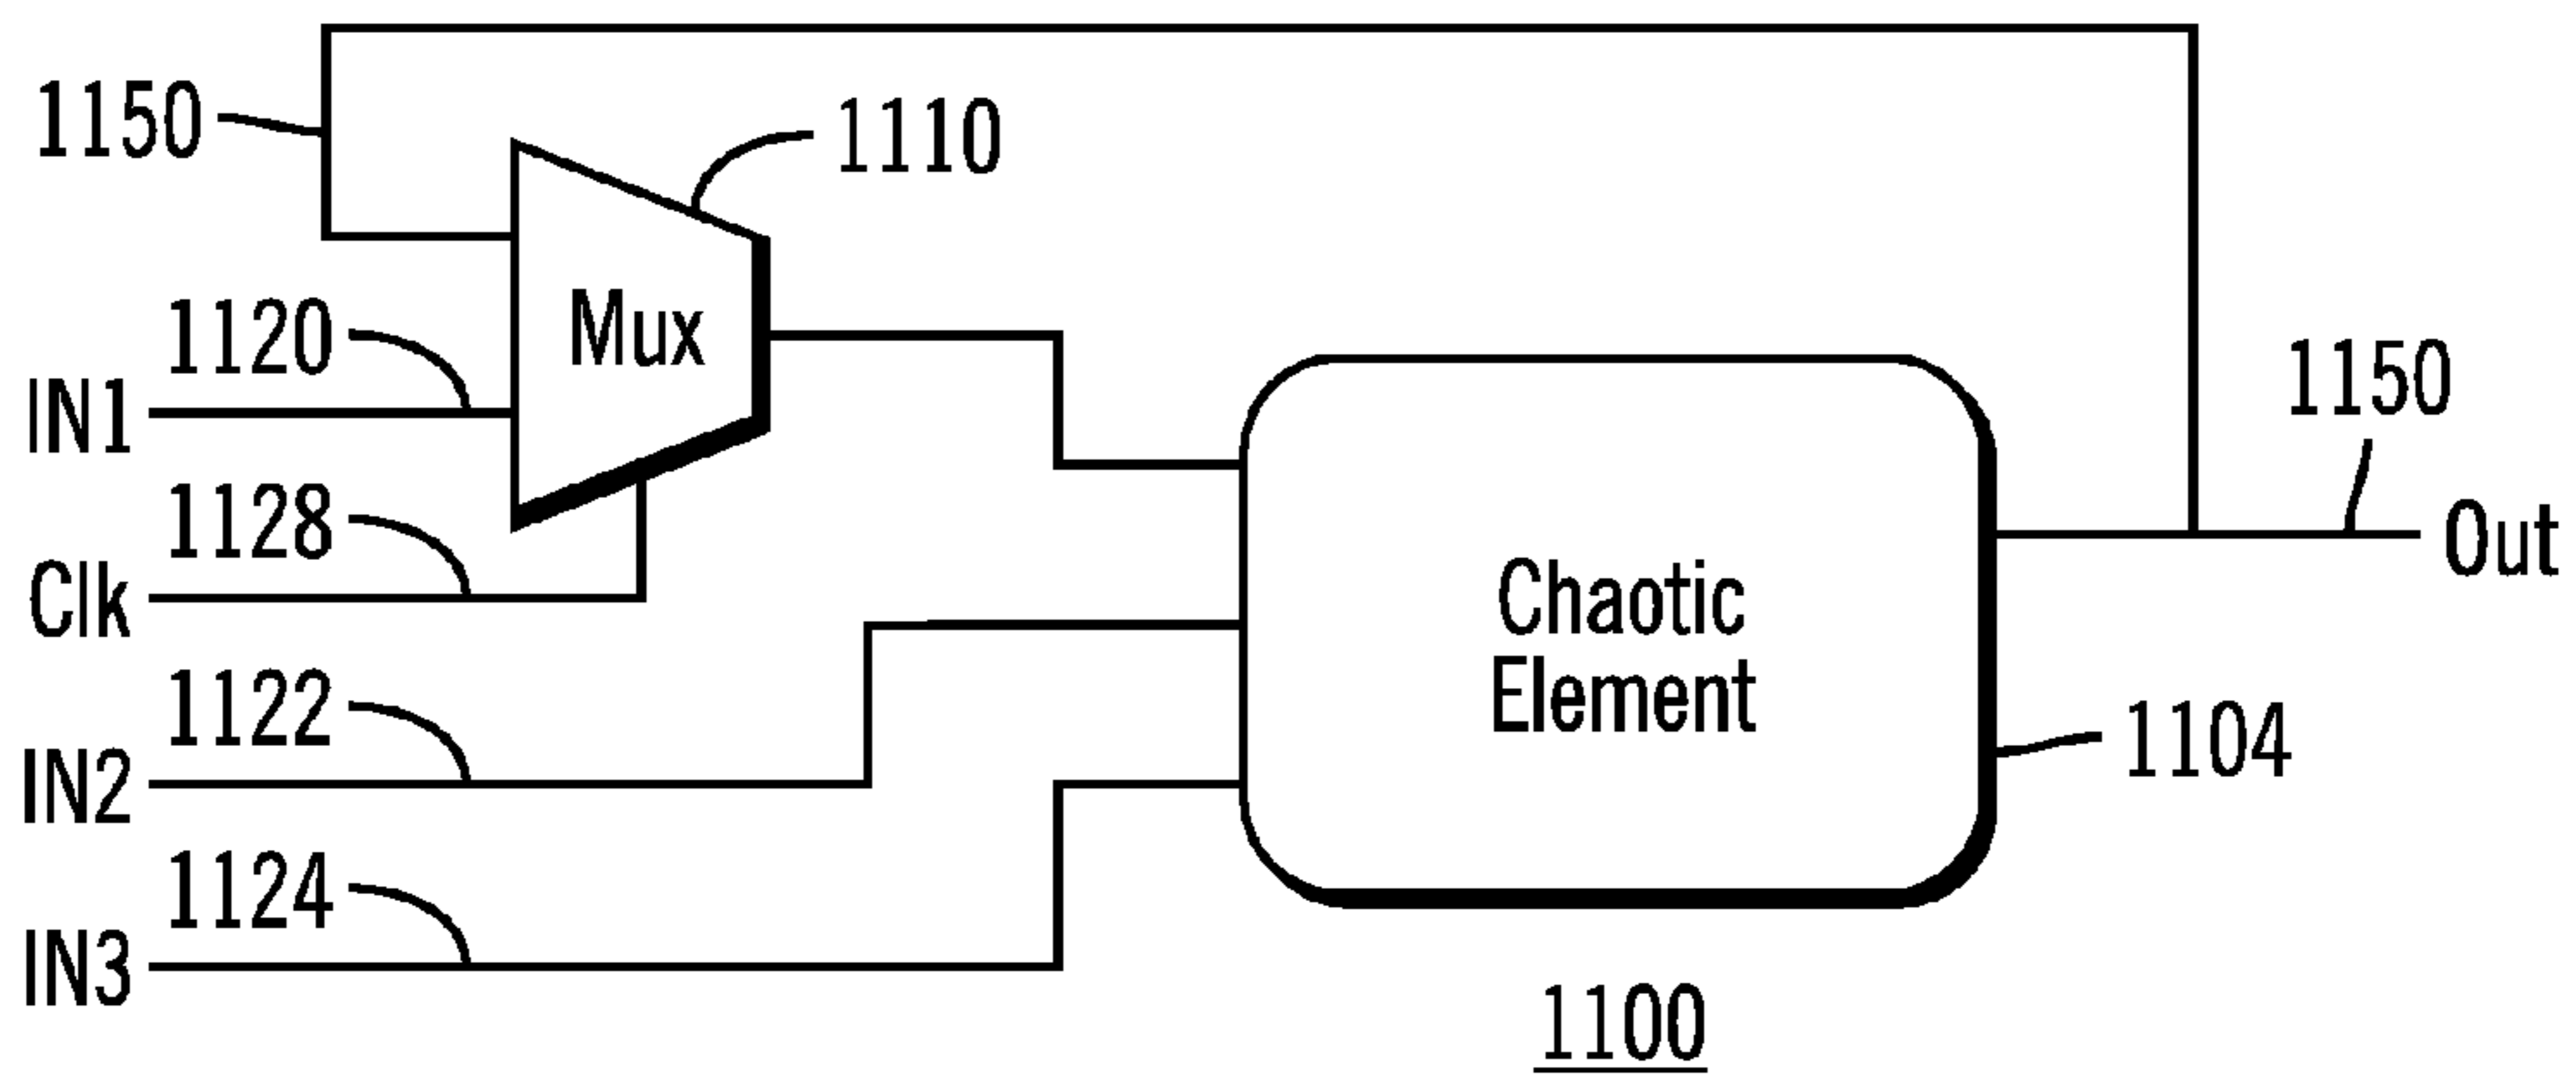 1150
1110
Mux
1120
IN1
1128
Clk
1122
IN2
1124
IN3
Chaotic
Element
1150
Out
1104
1100